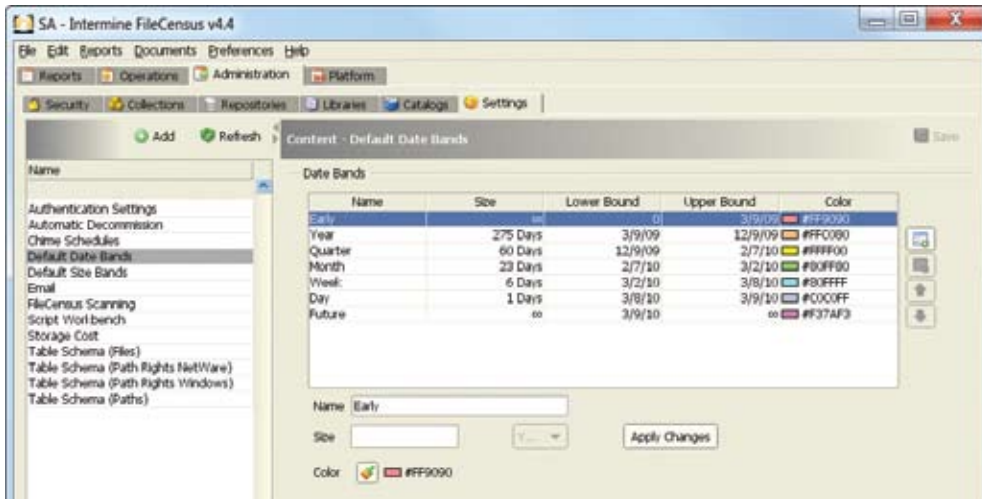 SA - Intermine FileCensus v4.4
File Edit Reports Documents Preferences Help
Reports Operations Administration Platform
Security Collections Repositories Libraries Catalogs Settings
Add Refresh Content - Default Date Bands Save
Name
Authentication Settings
Automatic Decommission
Chime Schedules
Default Date Bands
Default Size Bands
Email
FileCensus Scanning
Script Workbench
Storage Cost
Table Schema (Files)
Table Schema (Path Rights NetWare)
Table Schema (Path Rights Windows)
Table Schema (Paths)
Date Bands
Name Size Lower Bound Upper Bound Color
Early ∞ 0 3/9/09 #FF9090
Year 275 Days 3/9/09 12/9/09 #FFC080
Quarter 60 Days 12/9/09 2/7/10 #FFFF00
Month 23 Days 2/7/10 3/2/10 #80FF80
Week 6 Days 3/2/10 3/8/10 #80FFFF
Day 1 Days 3/8/10 3/9/10 #C0C0FF
Future ∞ 3/9/10 ∞ #F37AF3
Name Early
Size Y... Apply Changes
Color #FF9090